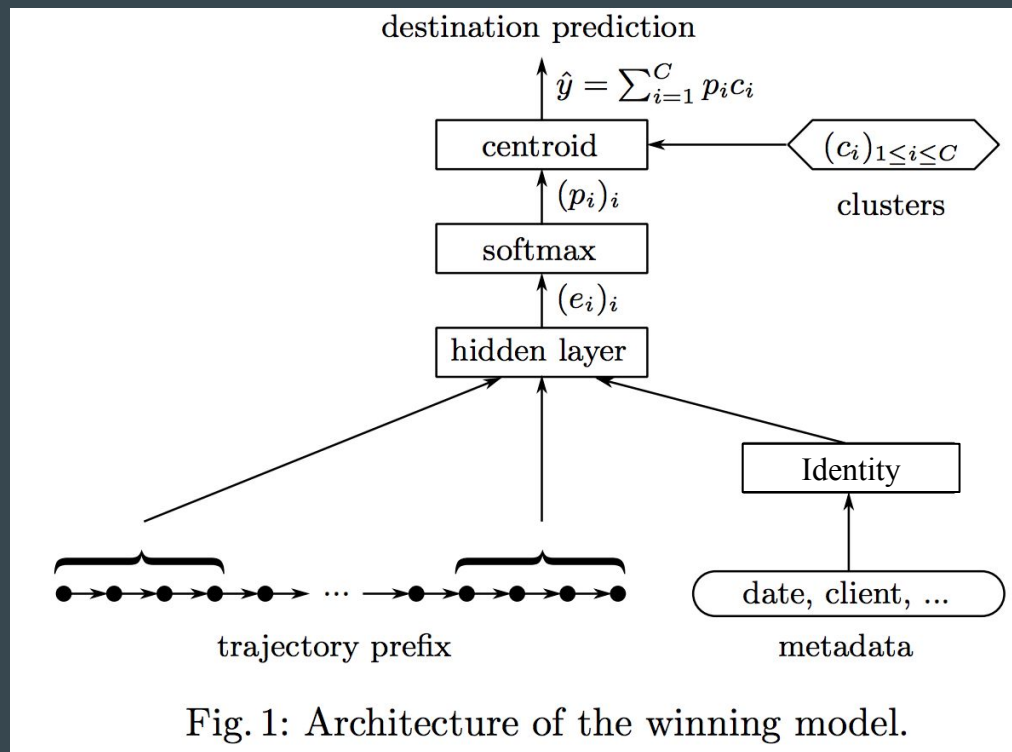 destination prediction
ŷ = ∑_{i=1}^{C} p_i c_i
centroid
(c_i)_{1≤i≤C}
clusters
(p_i)_i
softmax
(e_i)_i
hidden layer
Identity
...
date, client, ...
trajectory prefix
metadata
Fig. 1: Architecture of the winning model.